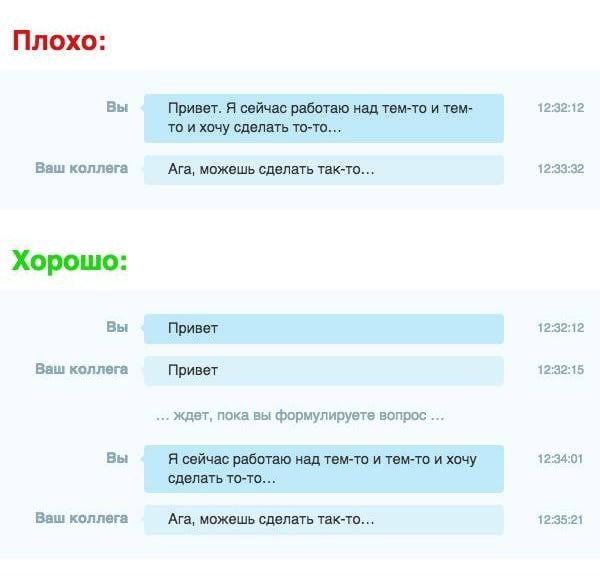 Плохо:
Вы Привет. Я сейчас работаю над тем-то и тем- 12:32:12
то и хочу сделать то-то…
Ваш коллега Ага, можешь сделать так-то… 12:33:32
Хорошо:
Вы Привет 12:32:12
Ваш коллега Привет 12:32:15
… ждет, пока вы формулируете вопрос …
Вы Я сейчас работаю над тем-то и тем-то и хочу 12:34:01
сделать то-то…
Ваш коллега Ага, можешь сделать так-то… 12:35:21